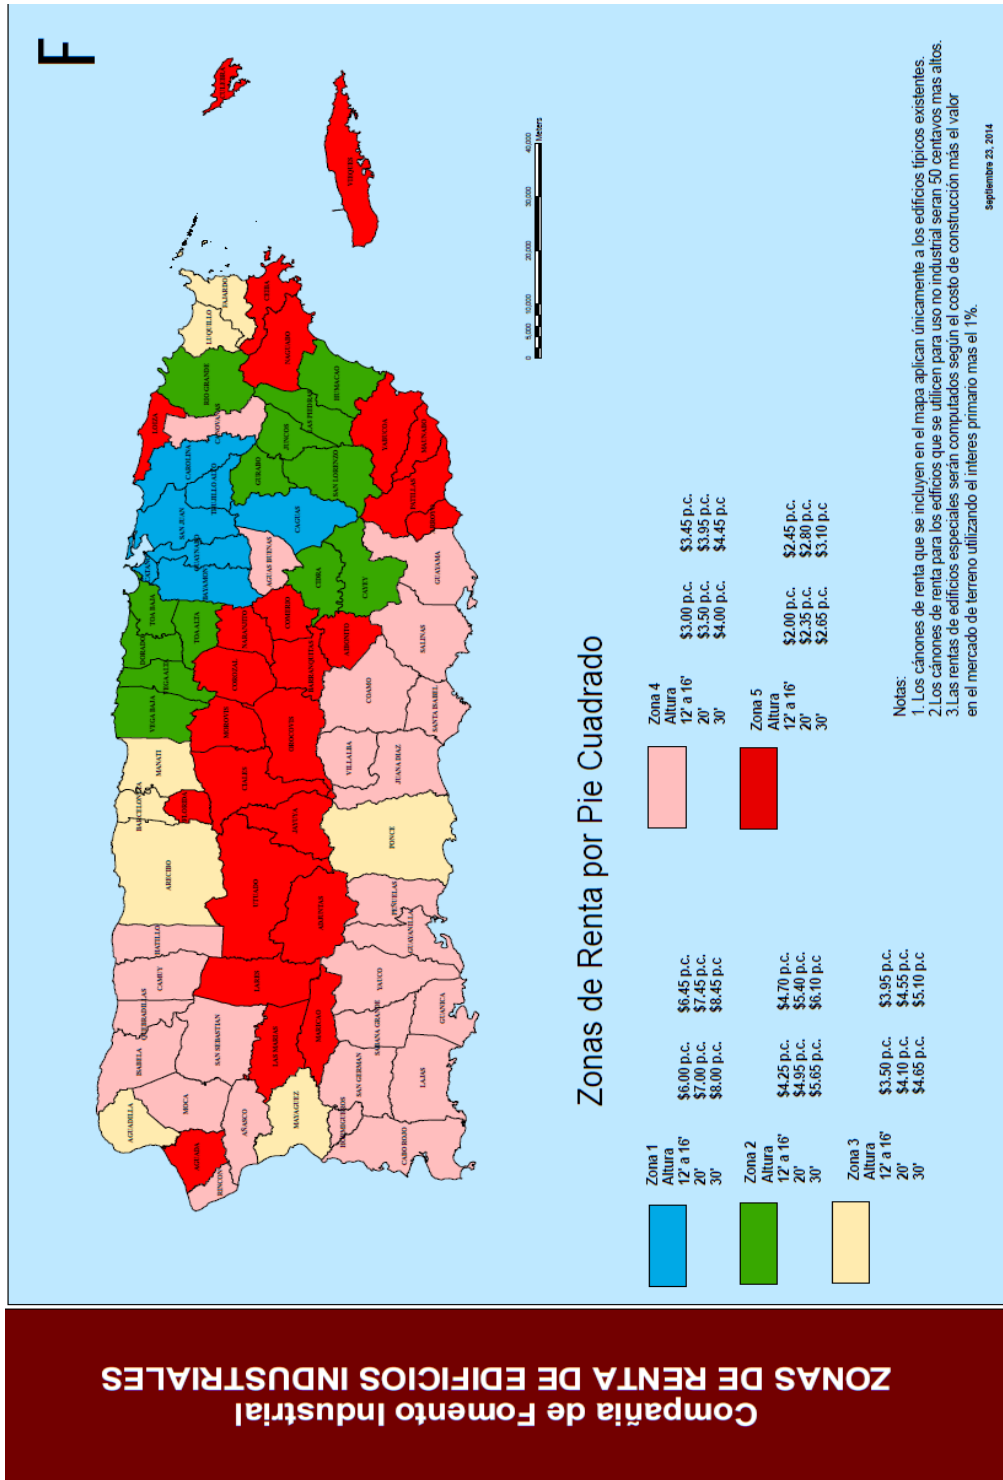 Compañia de Fomento Industrial
ZONAS DE RENTA DE EDIFICIOS INDUSTRIALES
F
AGUADILLA
AGUADA
RINCON
MOCA
AÑASCO
ISABELA
QUEBRADILLAS
SAN SEBASTIAN
CAMUY
HATILLO
ARECIBO
BARCELONETA
FLORIDA
MANATI
VEGA BAJA
VEGA ALTA
DORADO
TOA BAJA
TOA ALTA
CATAÑO
BAYAMON
GUAYNABO
SAN JUAN
TRUJILLO ALTO
CAROLINA
LOIZA
CANOVANAS
RIO GRANDE
LUQUILLO
FAJARDO
CEIBA
NAGUABO
CULEBRA
VIEQUES
MAYAGUEZ
LAS MARIAS
MARICAO
LARES
UTUADO
ADJUNTAS
JAYUYA
CIALES
MOROVIS
OROCOVIS
COROZAL
NARANJITO
BARRANQUITAS
COMERIO
AIBONITO
AGUAS BUENAS
CIDRA
CAYEY
CAGUAS
GURABO
JUNCOS
LAS PIEDRAS
SAN LORENZO
HUMACAO
YABUCOA
MAUNABO
PATILLAS
ARROYO
GUAYAMA
SALINAS
COAMO
SANTA ISABEL
VILLALBA
JUANA DIAZ
PONCE
PEÑUELAS
GUAYANILLA
YAUCO
GUANICA
SABANA GRANDE
SAN GERMAN
LAJAS
HORMIGUEROS
CABO ROJO
0 5,000 10,000 20,000 30,000 40,000
Meters
Zonas de Renta por Pie Cuadrado
Zona 1
Altura
12' a 16' $6.00 p.c. $6.45 p.c.
20' $7.00 p.c. $7.45 p.c.
30' $8.00 p.c. $8.45 p.c
Zona 2
Altura
12' a 16' $4.25 p.c. $4.70 p.c.
20' $4.95 p.c. $5.40 p.c.
30' $5.65 p.c. $6.10 p.c
Zona 3
Altura
12' a 16' $3.50 p.c. $3.95 p.c.
20' $4.10 p.c. $4.55 p.c.
30' $4.65 p.c. $5.10 p.c
Zona 4
Altura
12' a 16' $3.00 p.c. $3.45 p.c.
20' $3.50 p.c. $3.95 p.c.
30' $4.00 p.c. $4.45 p.c
Zona 5
Altura
12' a 16' $2.00 p.c. $2.45 p.c.
20' $2.35 p.c. $2.80 p.c.
30' $2.65 p.c. $3.10 p.c
Notas:
1. Los cánones de renta que se incluyen en el mapa aplican únicamente a los edificios típicos existentes.
2.Los cánones de renta para los edficios que se utilicen para uso no industrial seran 50 centavos mas altos.
3.Las rentas de edificios especiales serán computados según el costo de construcción más el valor
en el mercado de terreno utilizando el interes primario mas el 1%.
Septiembre 23, 2014